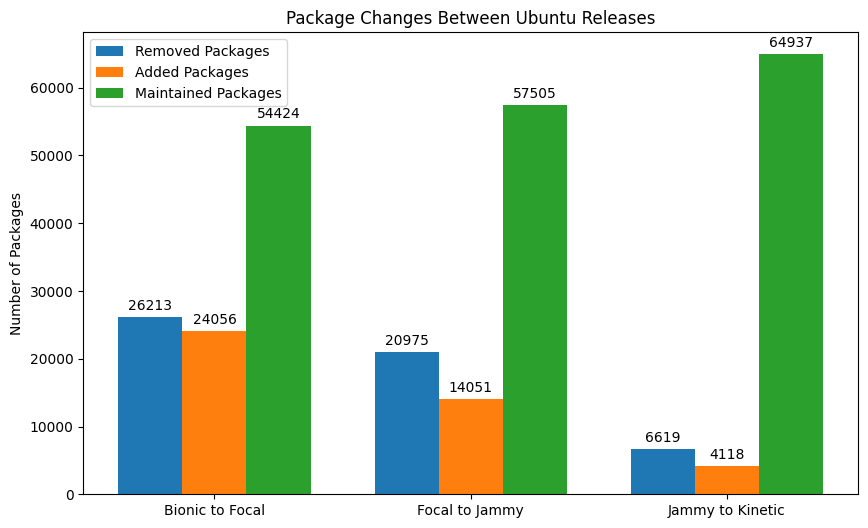 Package Changes Between Ubuntu Releases
Removed Packages
Added Packages
Maintained Packages
Number of Packages
60000
50000
40000
30000
20000
10000
0
26213
24056
54424
20975
14051
57505
6619
4118
64937
Bionic to Focal
Focal to Jammy
Jammy to Kinetic